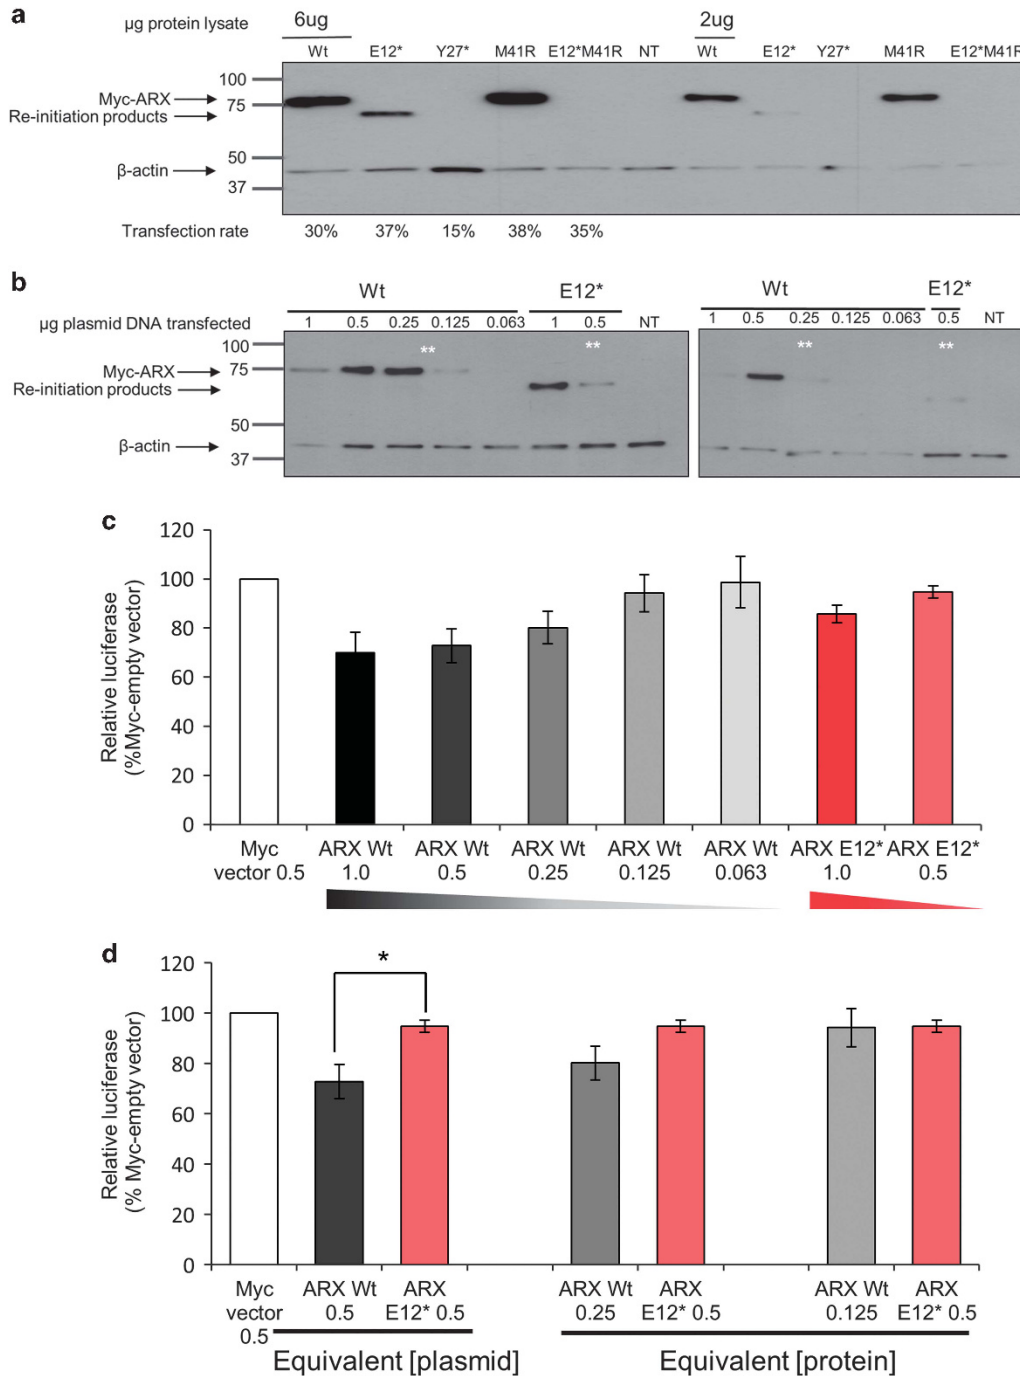 a
µg protein lysate
6ug 2ug
Wt E12* Y27* M41R E12*M41R NT Wt E12* Y27* M41R E12*M41R
100
Myc-ARX
75
Re-initiation products
50
β-actin
37
Transfection rate 30% 37% 15% 38% 35%
b
Wt E12* Wt E12*
µg plasmid DNA transfected 1 0.5 0.25 0.125 0.063 1 0.5 NT 1 0.5 0.25 0.125 0.063 0.5 NT
100 ** ** ** **
Myc-ARX 75
Re-initiation products
50
β-actin
37
c
Relative luciferase
(%Myc-empty vector)
120
100
80
60
40
20
0
Myc ARX Wt ARX Wt ARX Wt ARX Wt ARX Wt ARX E12* ARX E12*
vector 0.5 1.0 0.5 0.25 0.125 0.063 1.0 0.5
d
Relative luciferase
(% Myc-empty vector)
120
*
100
80
60
40
20
0
Myc ARX Wt ARX ARX Wt ARX ARX Wt ARX
vector 0.5 E12* 0.5 0.25 E12* 0.5 0.125 E12* 0.5
0.5
Equivalent [plasmid] Equivalent [protein]